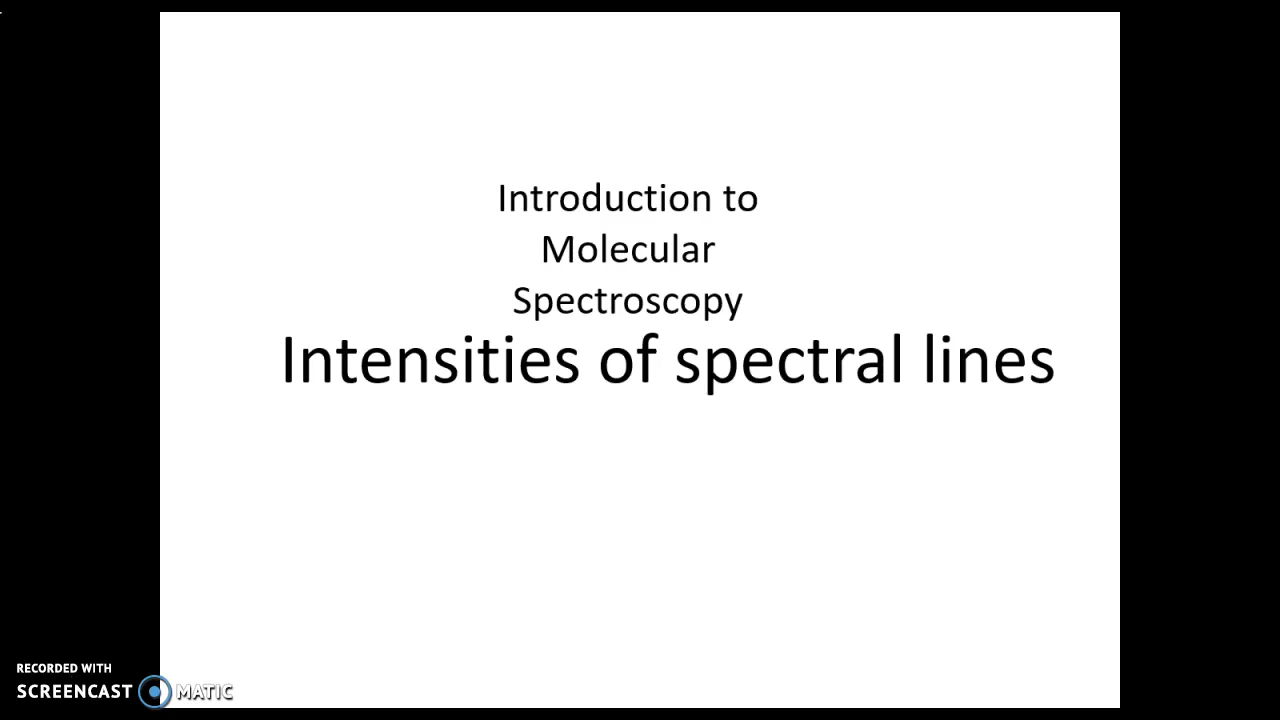 Introduction to
Molecular
Spectroscopy
Intensities of spectral lines
RECORDED WITH
SCREENCAST MATIC